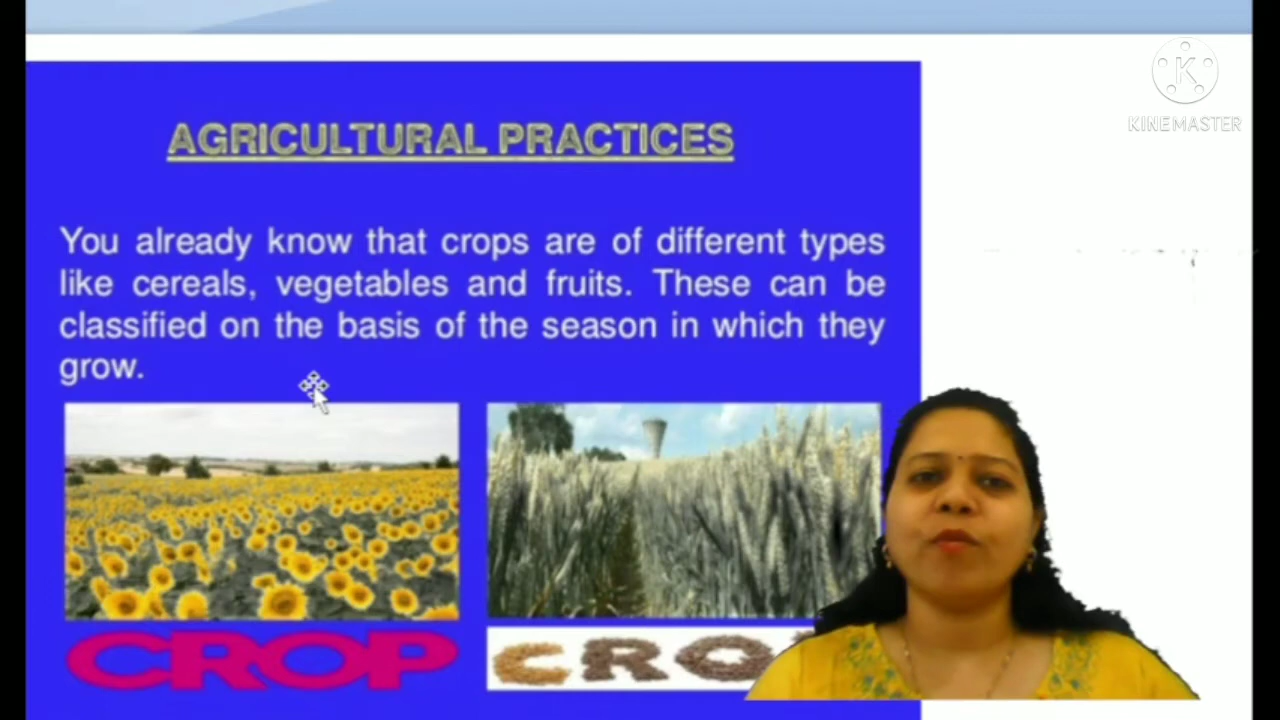 K
KINEMASTER
AGRICULTURAL PRACTICES
You already know that crops are of different types
like cereals, vegetables and fruits. These can be
classified on the basis of the season in which they
grow.
CROP
CRO